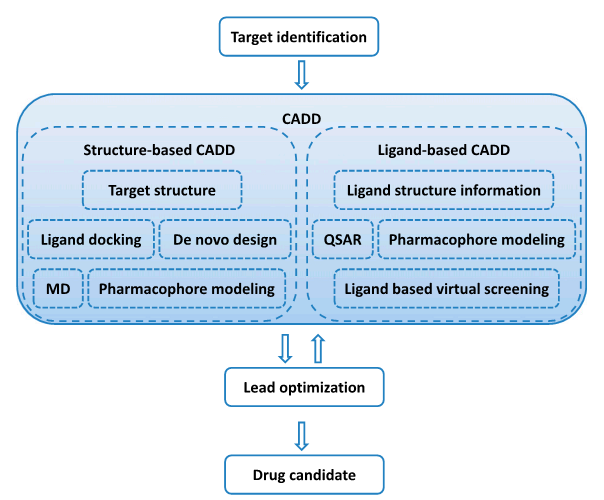 Target identification
CADD
Structure-based CADD
Target structure
Ligand docking
De novo design
MD
Pharmacophore modeling
Ligand-based CADD
Ligand structure information
QSAR
Pharmacophore modeling
Ligand based virtual screening
Lead optimization
Drug candidate